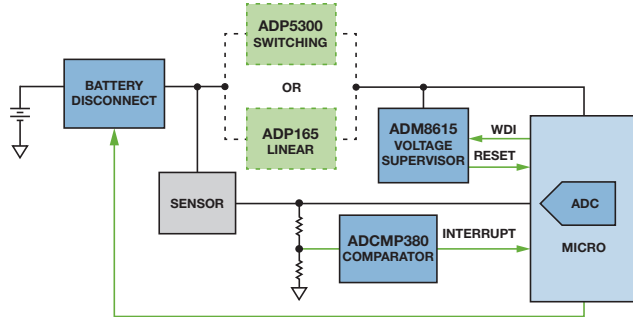 ADP5300
SWITCHING
BATTERY
DISCONNECT
OR
ADP165
LINEAR
ADM8615
VOLTAGE
SUPERVISOR
WDI
RESET
SENSOR
ADC
ADCMP380
COMPARATOR
INTERRUPT
MICRO